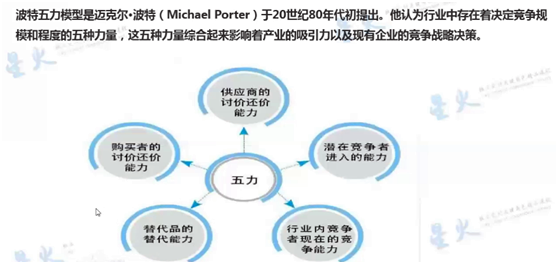 波特五力模型是迈克尔•波特（Michael Porter）于20世纪80年代初提出。他认为行业中存在着决定竞争规
模和程度的五种力量，这五种力量综合起来影响着产业的吸引力以及现有企业的竞争战略决策。
供应商的
讨价还价
能力
购买者的
讨价还价
能力
潜在竞争者
进入的能力
五力
替代品的
替代能力
行业内竞争
者现在的竞
争能力
星火
星火
星火
星火